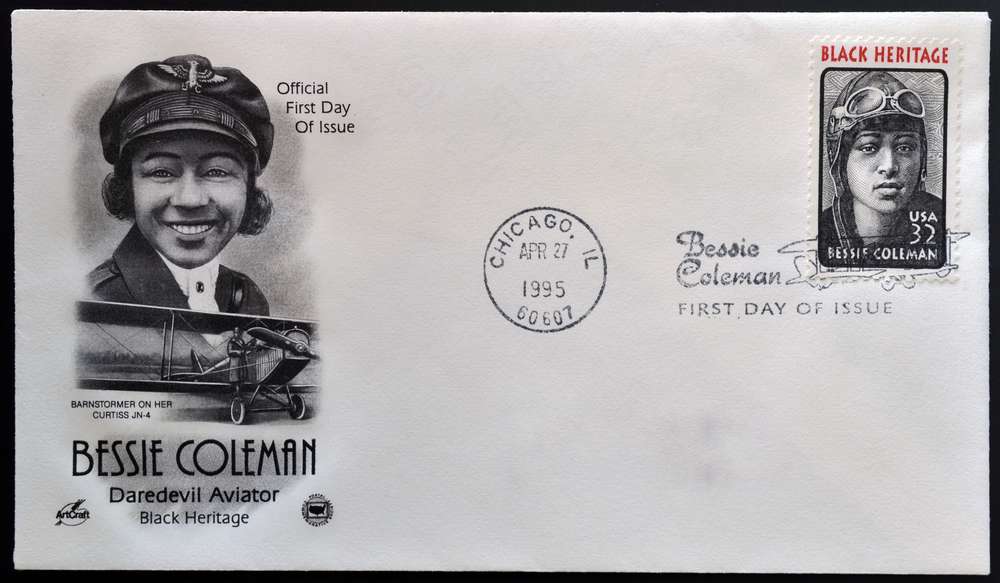 Official
First Day
Of Issue
BARNSTORMER ON HER
CURTISS JN-4
BESSIE COLEMAN
Daredevil Aviator
Black Heritage
ArtCraft
CHICAGO, IL
APR 27
1995
60607
Bessie
Coleman
FIRST DAY OF ISSUE
BLACK HERITAGE
USA
32
BESSIE COLEMAN